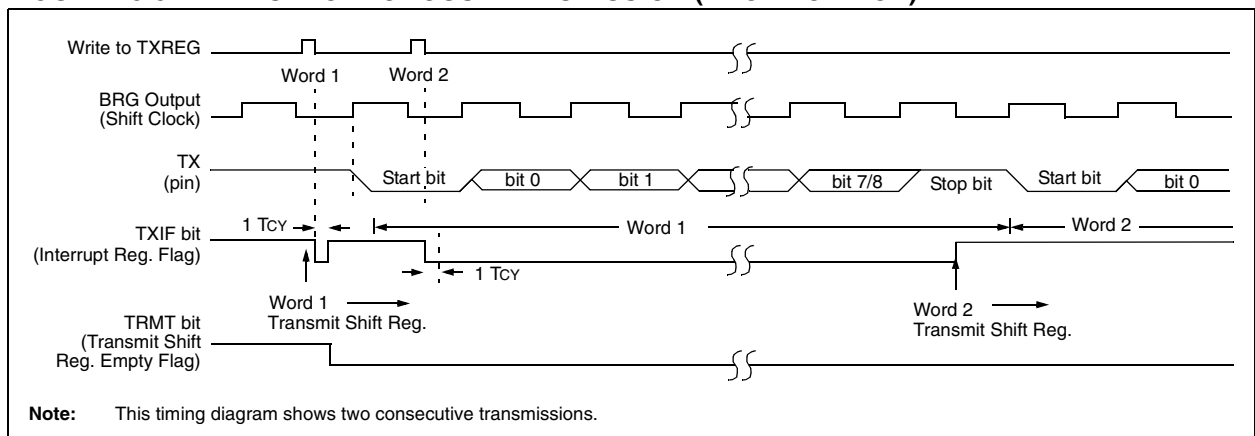 Write to TXREG
Word 1 Word 2
BRG Output
(Shift Clock)
TX
(pin)
Start bit bit 0 bit 1 bit 7/8 Stop bit Start bit bit 0
1 TCY
TXIF bit
(Interrupt Reg. Flag)
Word 1 Word 2
1 TCY
Word 1
Transmit Shift Reg.
Word 2
Transmit Shift Reg.
TRMT bit
(Transmit Shift
Reg. Empty Flag)
Note: This timing diagram shows two consecutive transmissions.